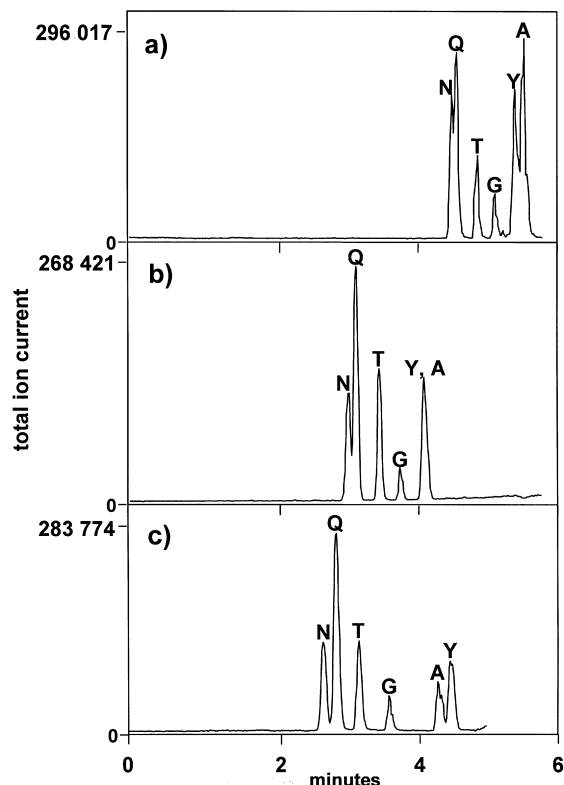 296 017
a)
N Q T G Y A
0
268 421
b)
N Q T G Y, A
0
total ion current
283 774
c)
N Q T G A Y
0
0 2 4 6
minutes